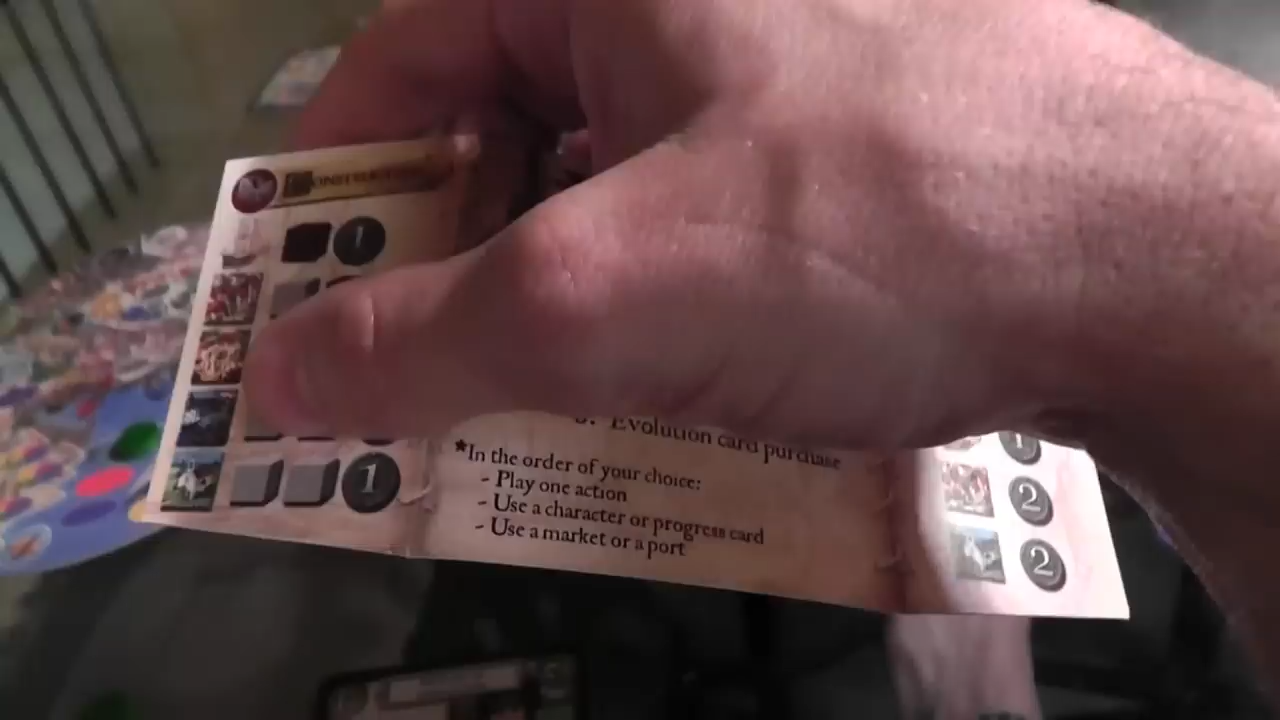 1
Evolution card purchase
*In the order of your choice:
- Play one action
- Use a character or progress card
- Use a market or a port
1
1
2
2